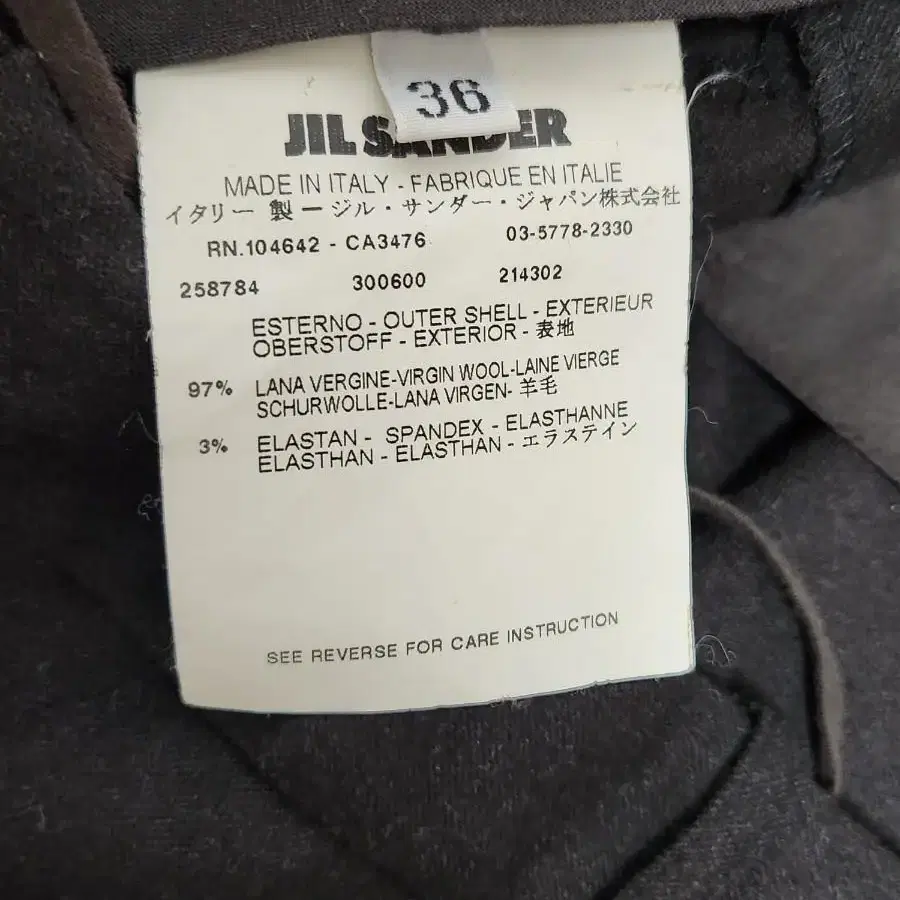 36
JIL SANDER
MADE IN ITALY - FABRIQUE EN ITALIE
イタリー 製 ー ジル・サンダー・ジャパン株式会社
RN.104642 - CA3476 03-5778-2330
258784 300600 214302
ESTERNO - OUTER SHELL - EXTERIEUR
OBERSTOFF - EXTERIOR - 表地
97% LANA VERGINE-VIRGIN WOOL-LAINE VIERGE
SCHURWOLLE-LANA VIRGEN- 羊毛
3% ELASTAN - SPANDEX - ELASTHANNE
ELASTHAN - ELASTHAN - エラステイン
SEE REVERSE FOR CARE INSTRUCTION